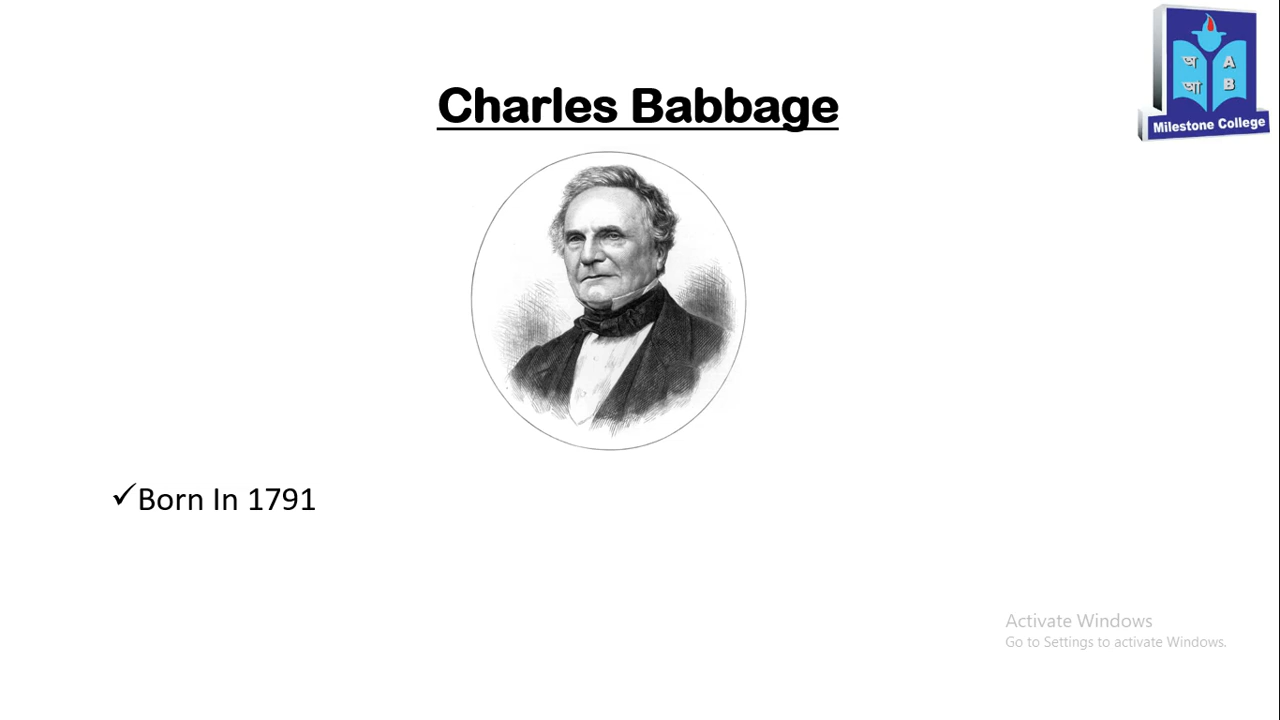 Charles Babbage
অ A
আ B
Milestone College
✓Born In 1791
Activate Windows
Go to Settings to activate Windows.